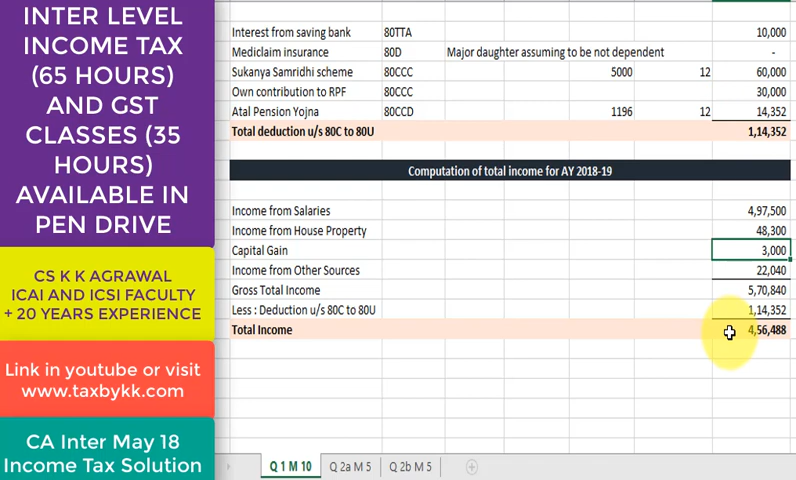 INTER LEVEL
INCOME TAX
(65 HOURS)
AND GST
CLASSES (35
HOURS)
AVAILABLE IN
PEN DRIVE
CS K K AGRAWAL
ICAI AND ICSI FACULTY
+ 20 YEARS EXPERIENCE
Link in youtube or visit
www.taxbykk.com
CA Inter May 18
Income Tax Solution
Interest from saving bank 80TTA 10,000
Mediclaim insurance 80D Major daughter assuming to be not dependent -
Sukanya Samridhi scheme 80CCC 5000 12 60,000
Own contribution to RPF 80CCC 30,000
Atal Pension Yojna 80CCD 1196 12 14,352
Total deduction u/s 80C to 80U 1,14,352
Computation of total income for AY 2018-19
Income from Salaries 4,97,500
Income from House Property 48,300
Capital Gain 3,000
Income from Other Sources 22,040
Gross Total Income 5,70,840
Less : Deduction u/s 80C to 80U 1,14,352
Total Income 4,56,488
Q 1 M 10 Q 2a M 5 Q 2b M 5